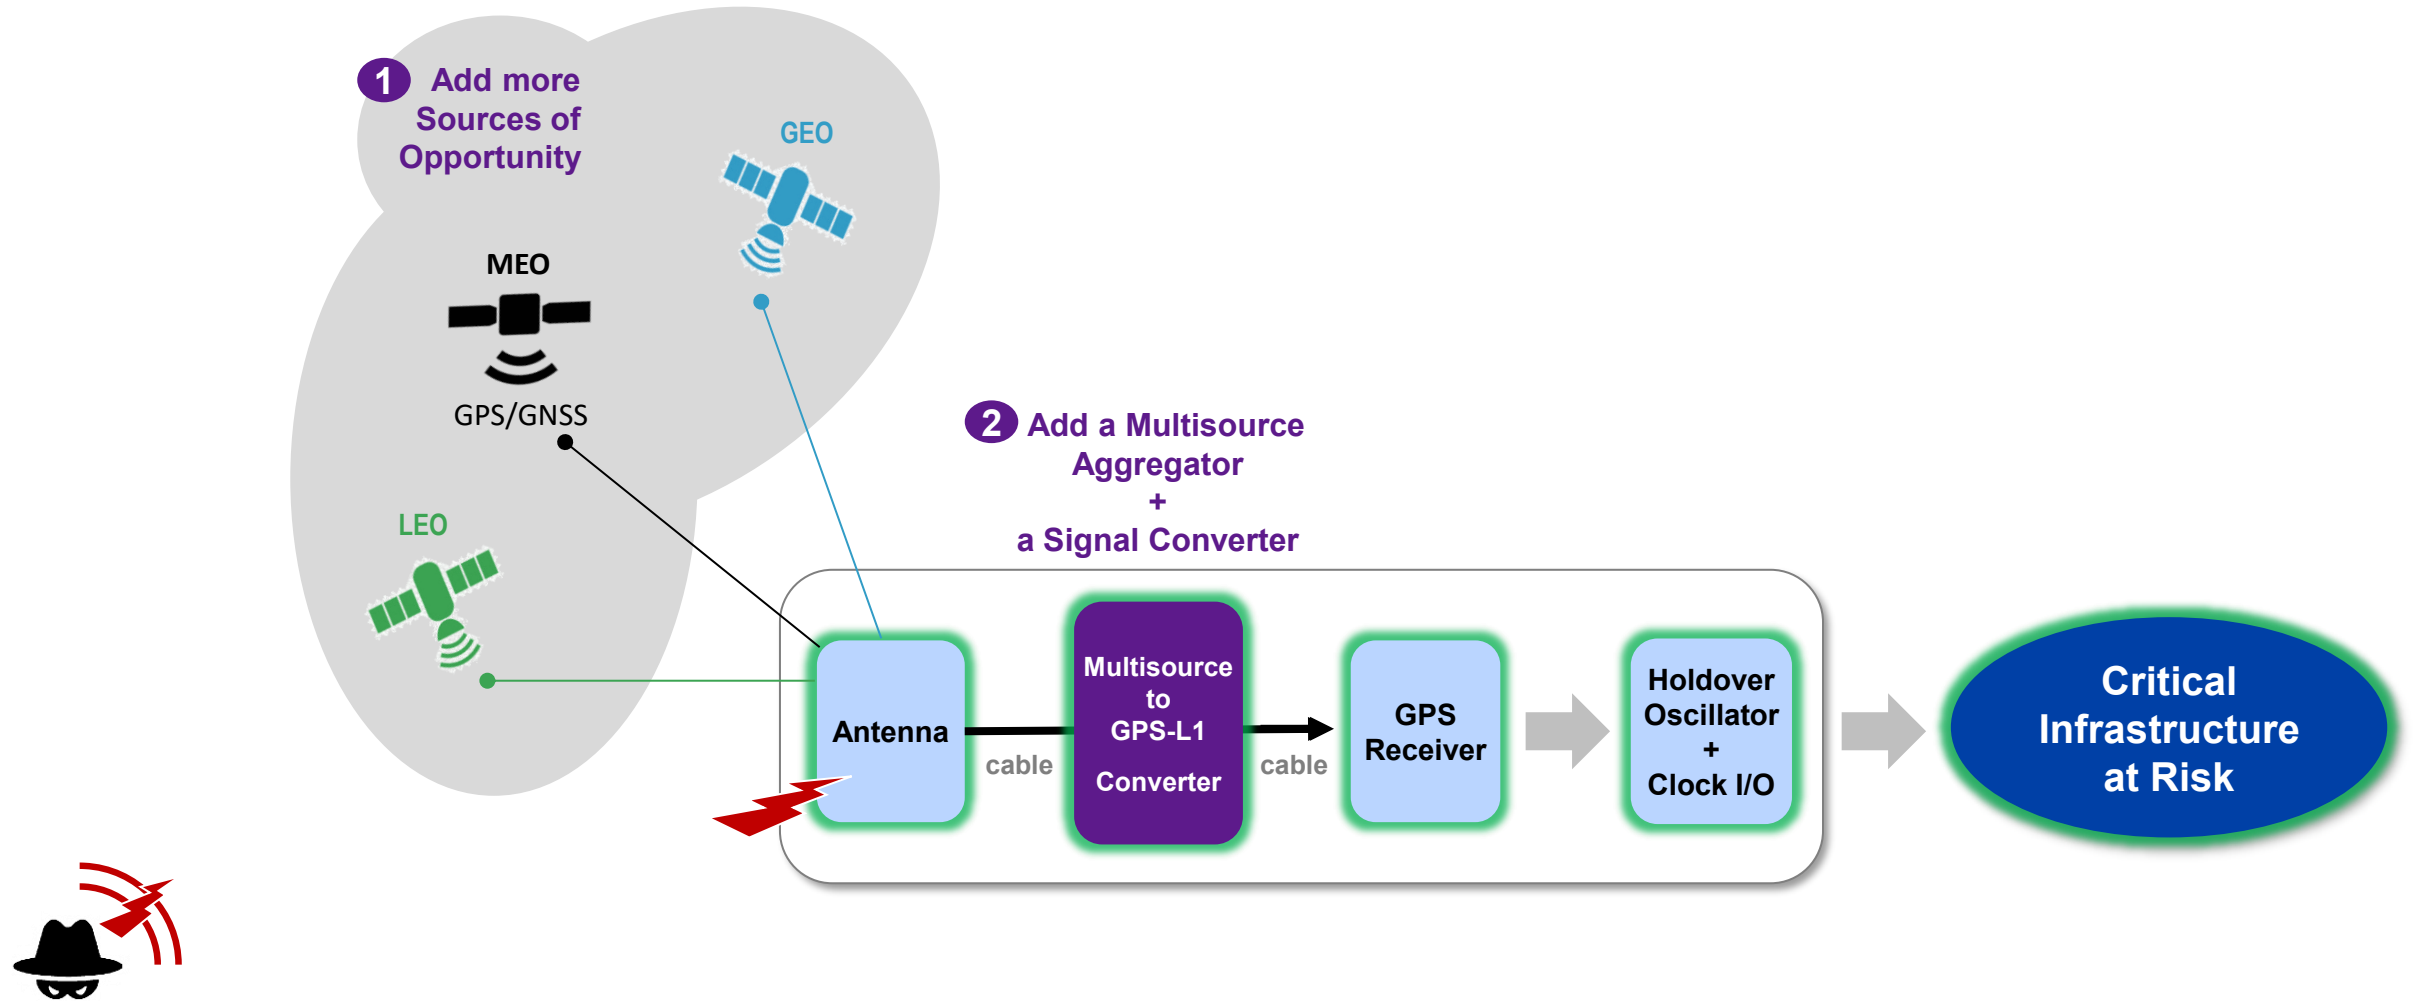 1 Add more
Sources of
Opportunity
GEO
MEO
GPS/GNSS
LEO
2 Add a Multisource
Aggregator
+
a Signal Converter
Antenna
cable
Multisource
to
GPS-L1
Converter
cable
GPS
Receiver
Holdover
Oscillator
+
Clock I/O
Critical
Infrastructure
at Risk